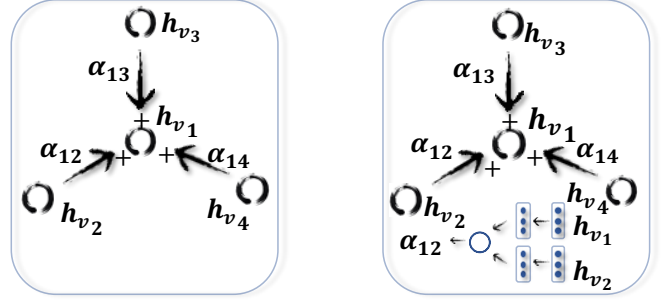 h_{v_3}
α_{13}
+ h_{v_1}
α_{12} + + α_{14}
h_{v_2}
h_{v_4}
h_{v_3}
α_{13}
+ h_{v_1}
α_{12} + + α_{14}
h_{v_2}
h_{v_4}
α_{12}
h_{v_1}
h_{v_2}